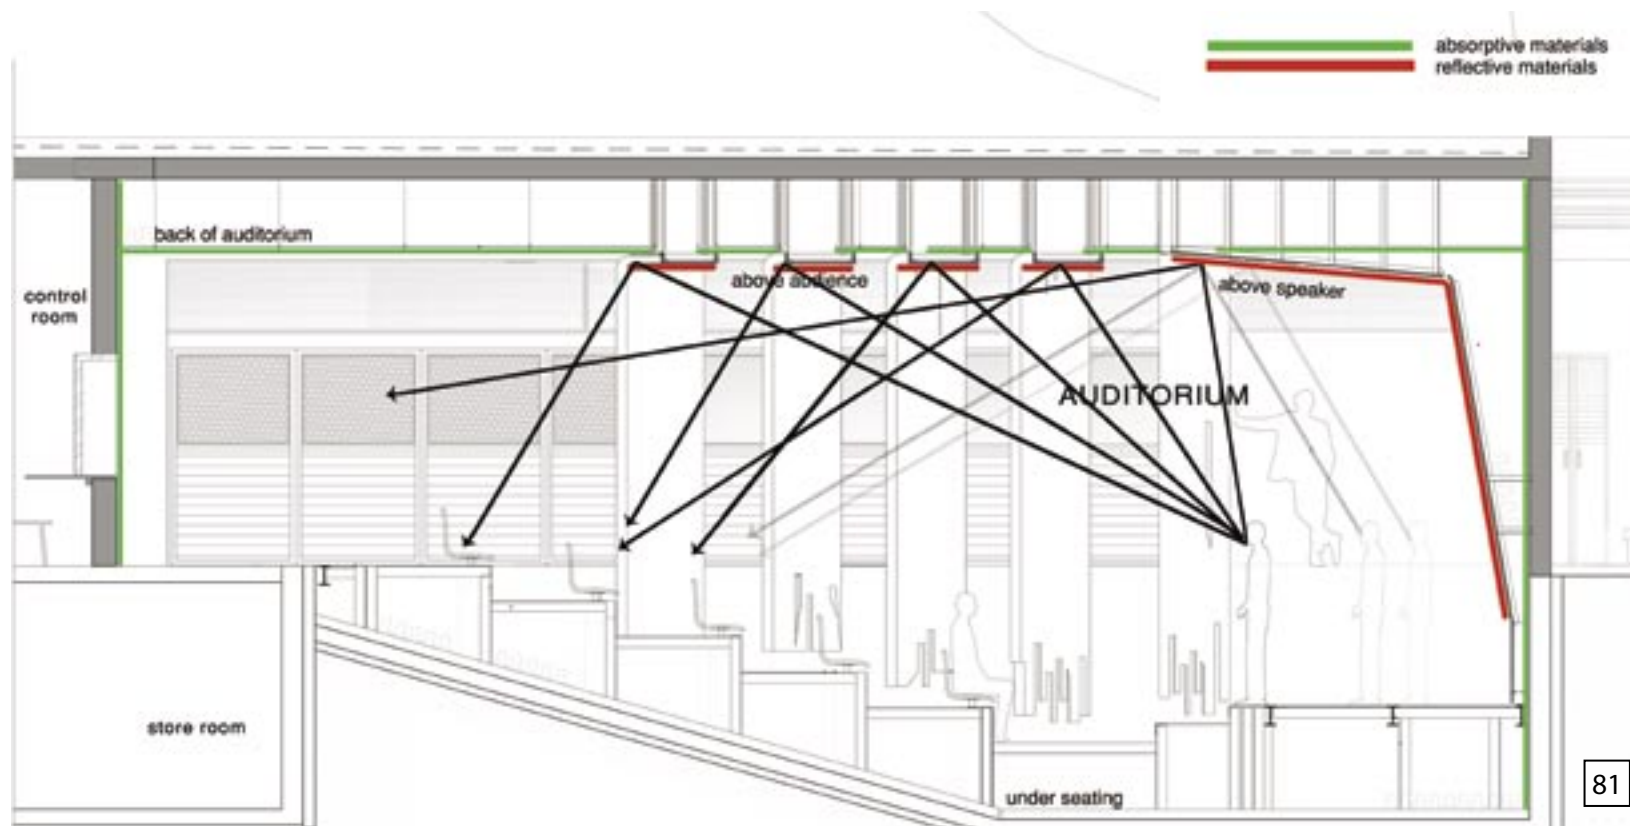 absorptive materials
reflective materials
back of auditorium
control
room
above audience
above speaker
AUDITORIUM
store room
under seating
81